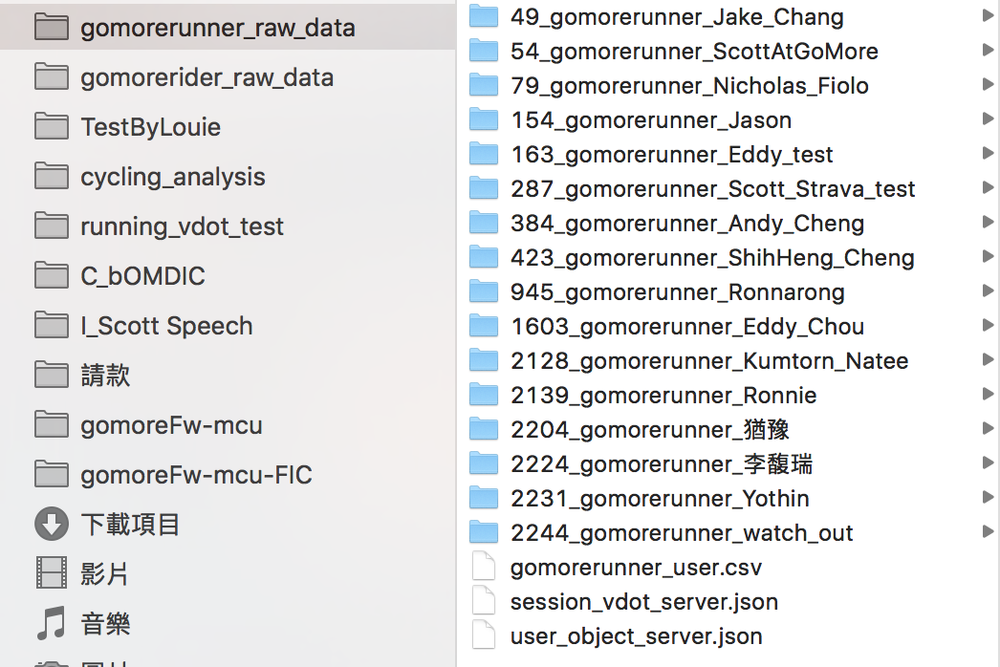 gomorerunner_raw_data
gomorerider_raw_data
TestByLouie
cycling_analysis
running_vdot_test
C_bOMDIC
I_Scott Speech
請款
gomoreFw-mcu
gomoreFw-mcu-FIC
下載項目
影片
音樂
49_gomorerunner_Jake_Chang
54_gomorerunner_ScottAtGoMore
79_gomorerunner_Nicholas_Fiolo
154_gomorerunner_Jason
163_gomorerunner_Eddy_test
287_gomorerunner_Scott_Strava_test
384_gomorerunner_Andy_Cheng
423_gomorerunner_ShihHeng_Cheng
945_gomorerunner_Ronnarong
1603_gomorerunner_Eddy_Chou
2128_gomorerunner_Kumtorn_Natee
2139_gomorerunner_Ronnie
2204_gomorerunner_猶豫
2224_gomorerunner_李馥瑞
2231_gomorerunner_Yothin
2244_gomorerunner_watch_out
gomorerunner_user.csv
session_vdot_server.json
user_object_server.json